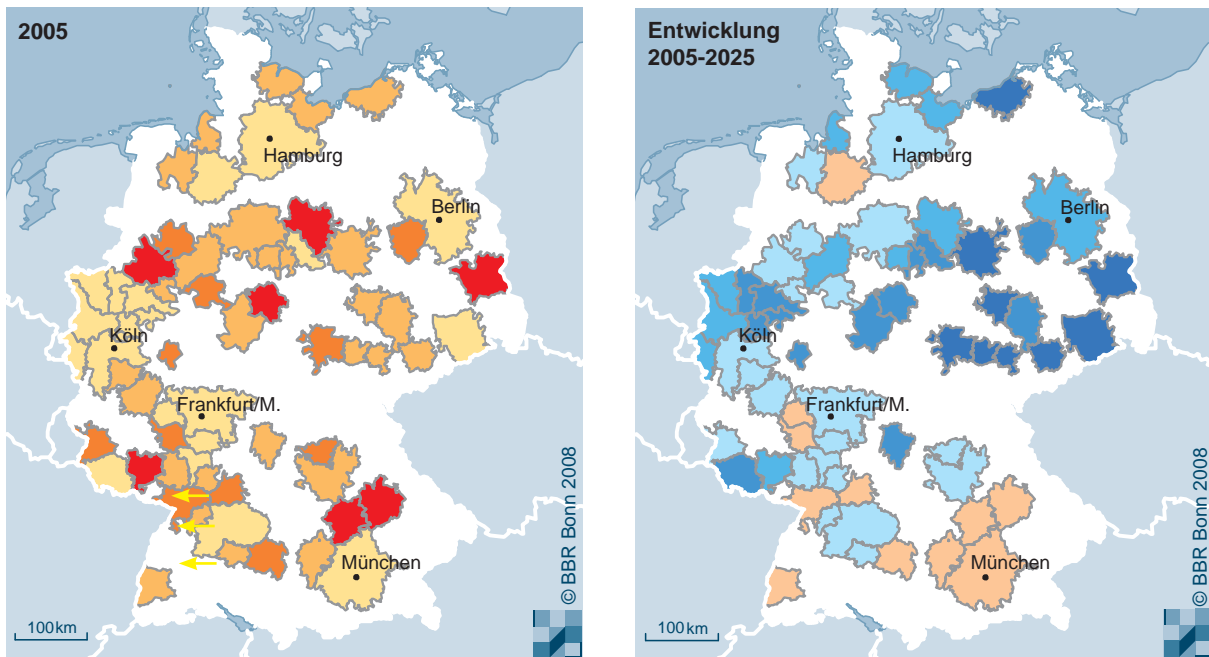 2005
Hamburg
Berlin
Köln
Frankfurt/M.
München
100 km
© BBR Bonn 2008
Entwicklung
2005-2025
Hamburg
Berlin
Köln
Frankfurt/M.
München
100 km
© BBR Bonn 2008